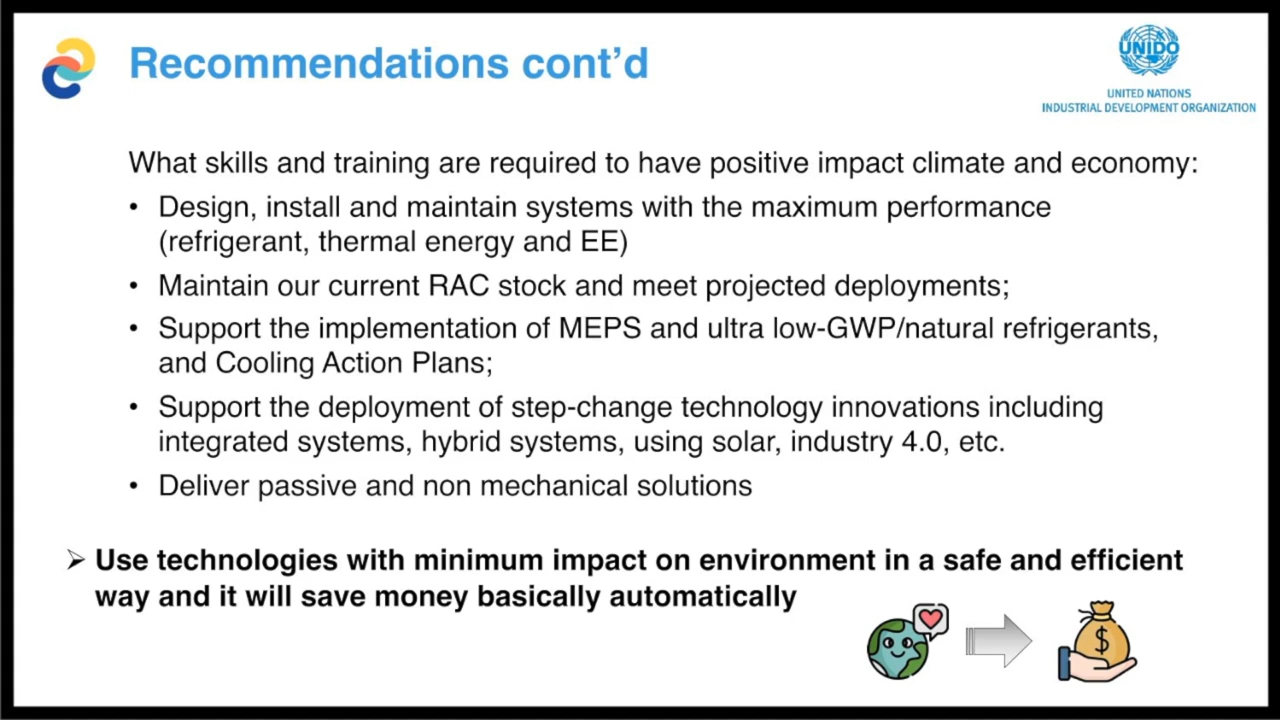 Recommendations cont’d
UNIDO
UNITED NATIONS
INDUSTRIAL DEVELOPMENT ORGANIZATION
What skills and training are required to have positive impact climate and economy:
• Design, install and maintain systems with the maximum performance
(refrigerant, thermal energy and EE)
• Maintain our current RAC stock and meet projected deployments;
• Support the implementation of MEPS and ultra low-GWP/natural refrigerants,
and Cooling Action Plans;
• Support the deployment of step-change technology innovations including
integrated systems, hybrid systems, using solar, industry 4.0, etc.
• Deliver passive and non mechanical solutions
➢ Use technologies with minimum impact on environment in a safe and efficient
way and it will save money basically automatically
$